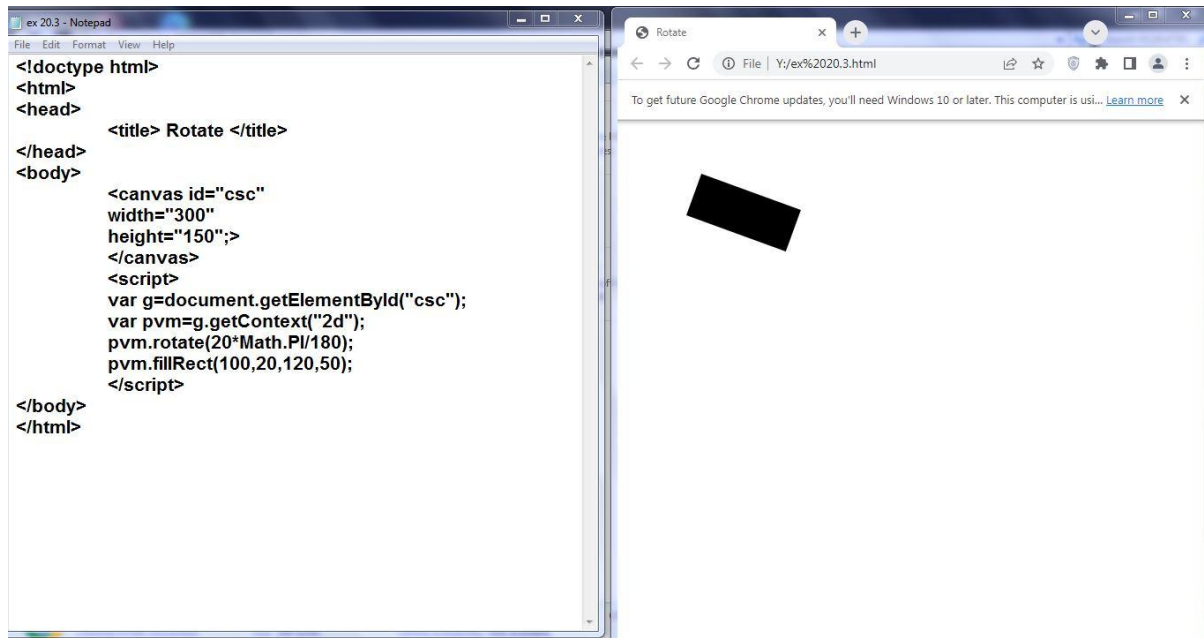 ex 20.3 - Notepad
File Edit Format View Help
<!doctype html>
<html>
<head>
<title> Rotate </title>
</head>
<body>
<canvas id="csc"
width="300"
height="150";>
</canvas>
<script>
var g=document.getElementById("csc");
var pvm=g.getContext("2d");
pvm.rotate(20*Math.PI/180);
pvm.fillRect(100,20,120,50);
</script>
</body>
</html>
Rotate
File | Y:/ex%2020.3.html
To get future Google Chrome updates, you'll need Windows 10 or later. This computer is usi... Learn more